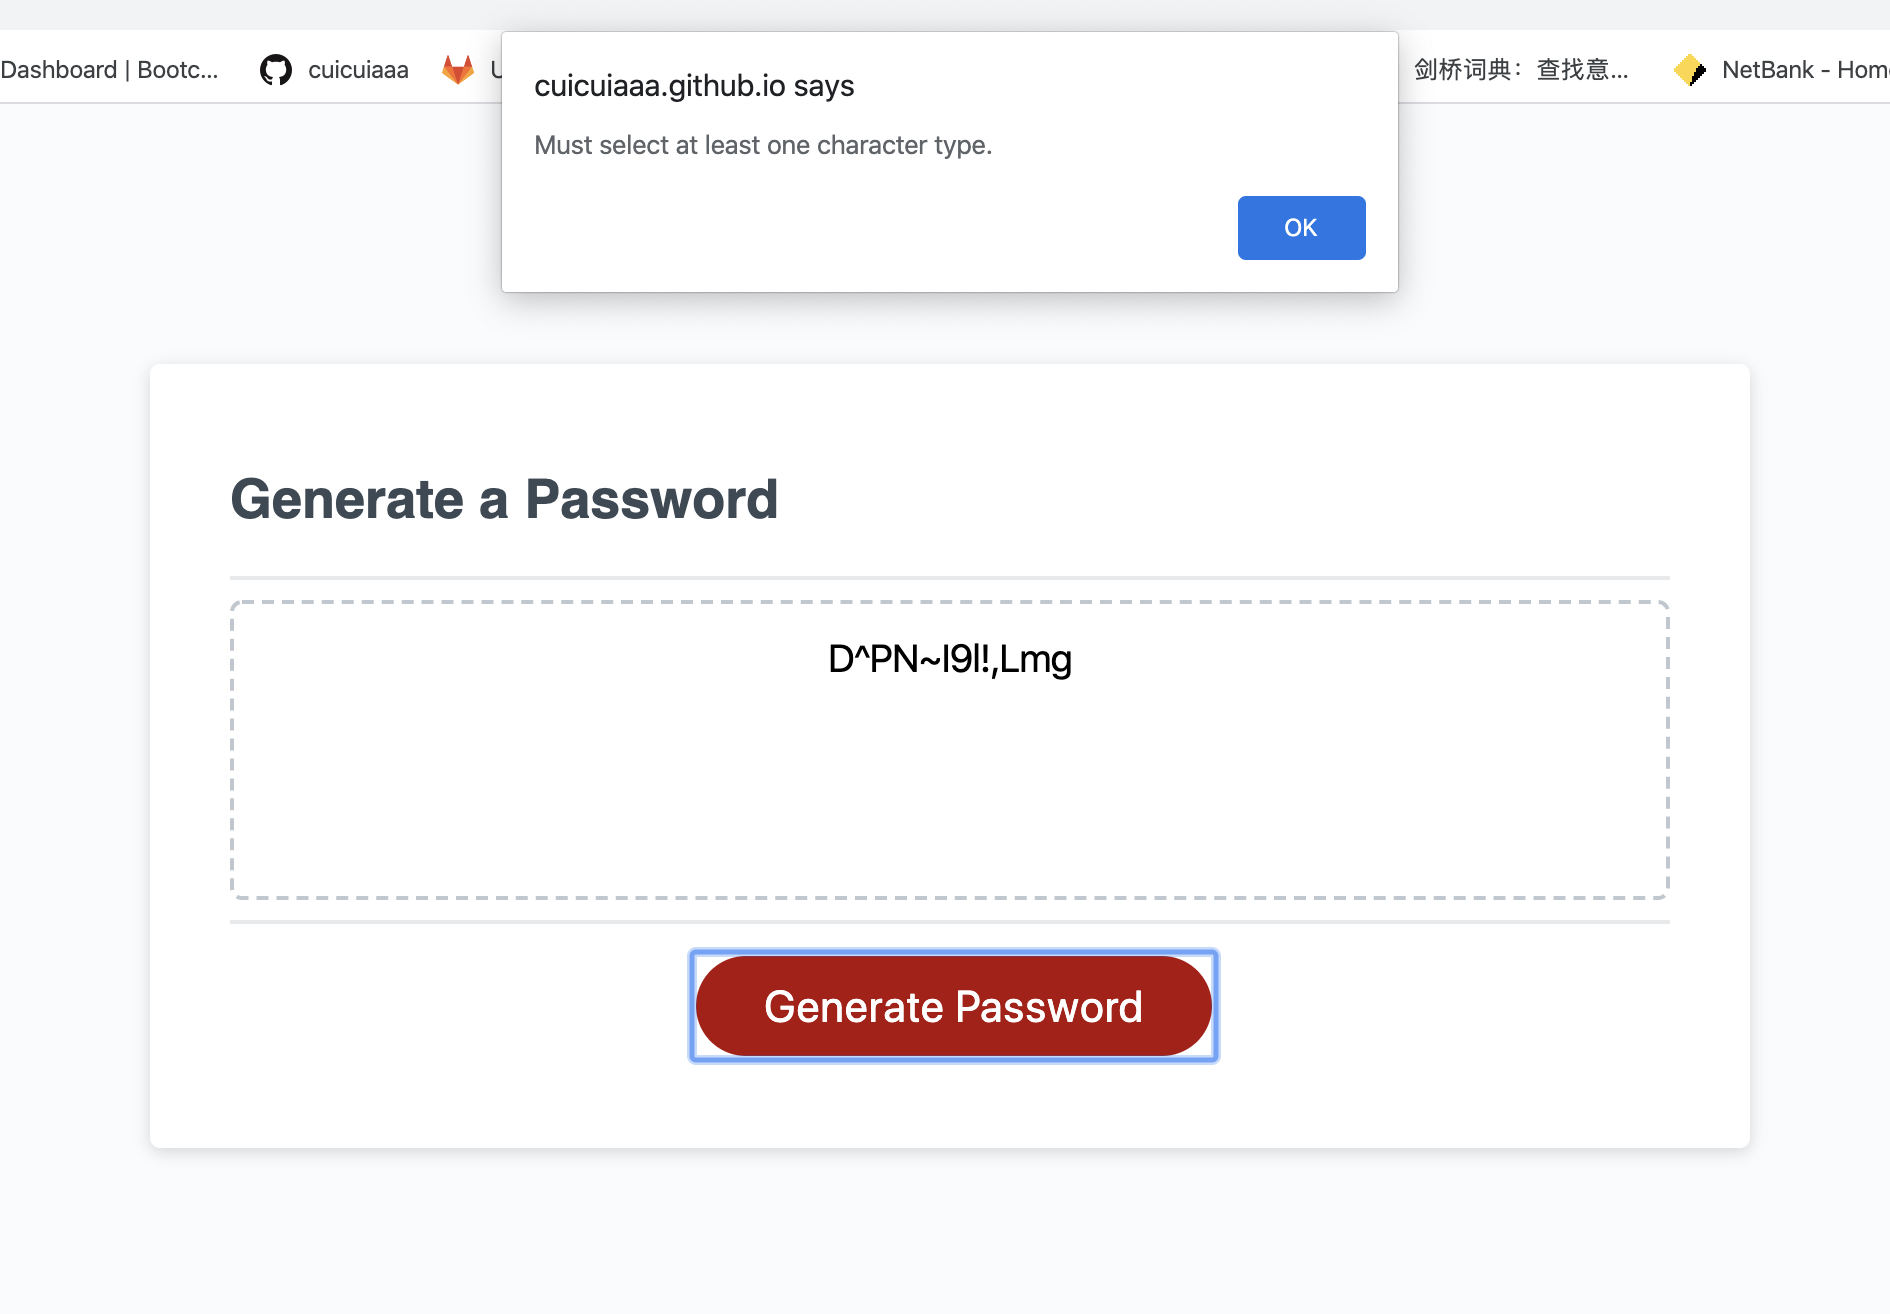 Dashboard | Bootc...
cuicuiaaa
U
剑桥词典：查找意...
NetBank - Hom
cuicuiaaa.github.io says
Must select at least one character type.
OK
Generate a Password
D^PN~I9l!,Lmg
Generate Password